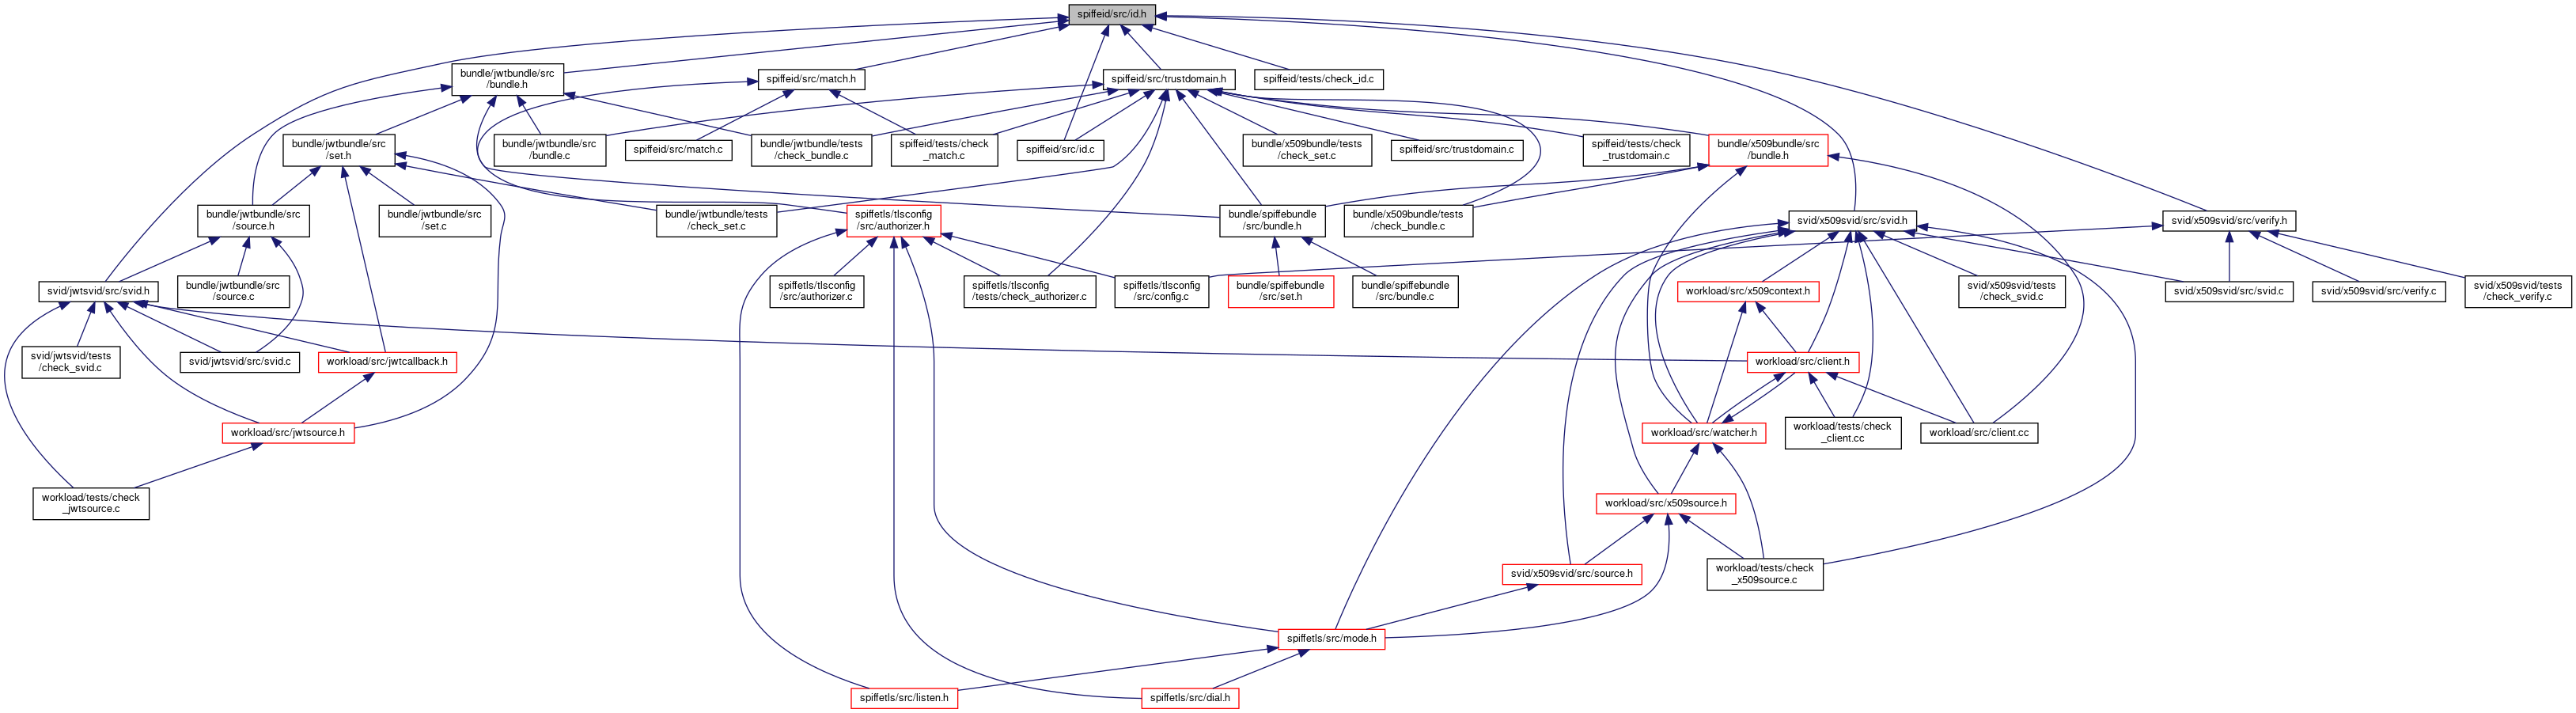 spiffeid/src/id.h
bundle/jwtbundle/src
/bundle.h
spiffeid/src/match.h
spiffeid/src/trustdomain.h
spiffeid/tests/check_id.c
bundle/jwtbundle/src
/set.h
bundle/jwtbundle/src
/bundle.c
spiffeid/src/match.c
bundle/jwtbundle/tests
/check_bundle.c
spiffeid/tests/check
_match.c
spiffeid/src/id.c
bundle/x509bundle/tests
/check_set.c
spiffeid/src/trustdomain.c
spiffeid/tests/check
_trustdomain.c
bundle/x509bundle/src
/bundle.h
bundle/jwtbundle/src
/source.h
bundle/jwtbundle/src
/set.c
bundle/jwtbundle/tests
/check_set.c
spiffetls/tlsconfig
/src/authorizer.h
bundle/spiffebundle
/src/bundle.h
bundle/x509bundle/tests
/check_bundle.c
svid/x509svid/src/svid.h
svid/x509svid/src/verify.h
svid/jwtsvid/src/svid.h
bundle/jwtbundle/src
/source.c
spiffetls/tlsconfig
/src/authorizer.c
spiffetls/tlsconfig
/tests/check_authorizer.c
spiffetls/tlsconfig
/src/config.c
bundle/spiffebundle
/src/set.h
bundle/spiffebundle
/src/bundle.c
workload/src/x509context.h
svid/x509svid/tests
/check_svid.c
svid/x509svid/src/svid.c
svid/x509svid/src/verify.c
svid/x509svid/tests
/check_verify.c
svid/jwtsvid/tests
/check_svid.c
svid/jwtsvid/src/svid.c
workload/src/jwtcallback.h
workload/src/client.h
workload/src/jwtsource.h
workload/src/watcher.h
workload/tests/check
_client.cc
workload/src/client.cc
workload/tests/check
_jwtsource.c
workload/src/x509source.h
svid/x509svid/src/source.h
workload/tests/check
_x509source.c
spiffetls/src/mode.h
spiffetls/src/listen.h
spiffetls/src/dial.h